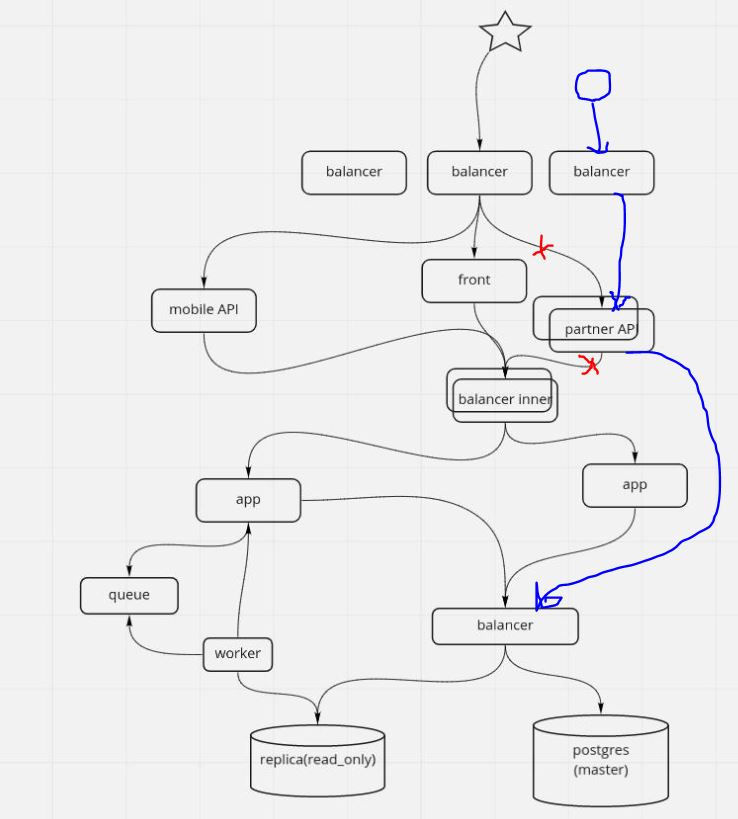 balancer
balancer
balancer
front
mobile API
partner API
balancer inner
app
app
queue
balancer
worker
replica(read_only)
postgres
(master)